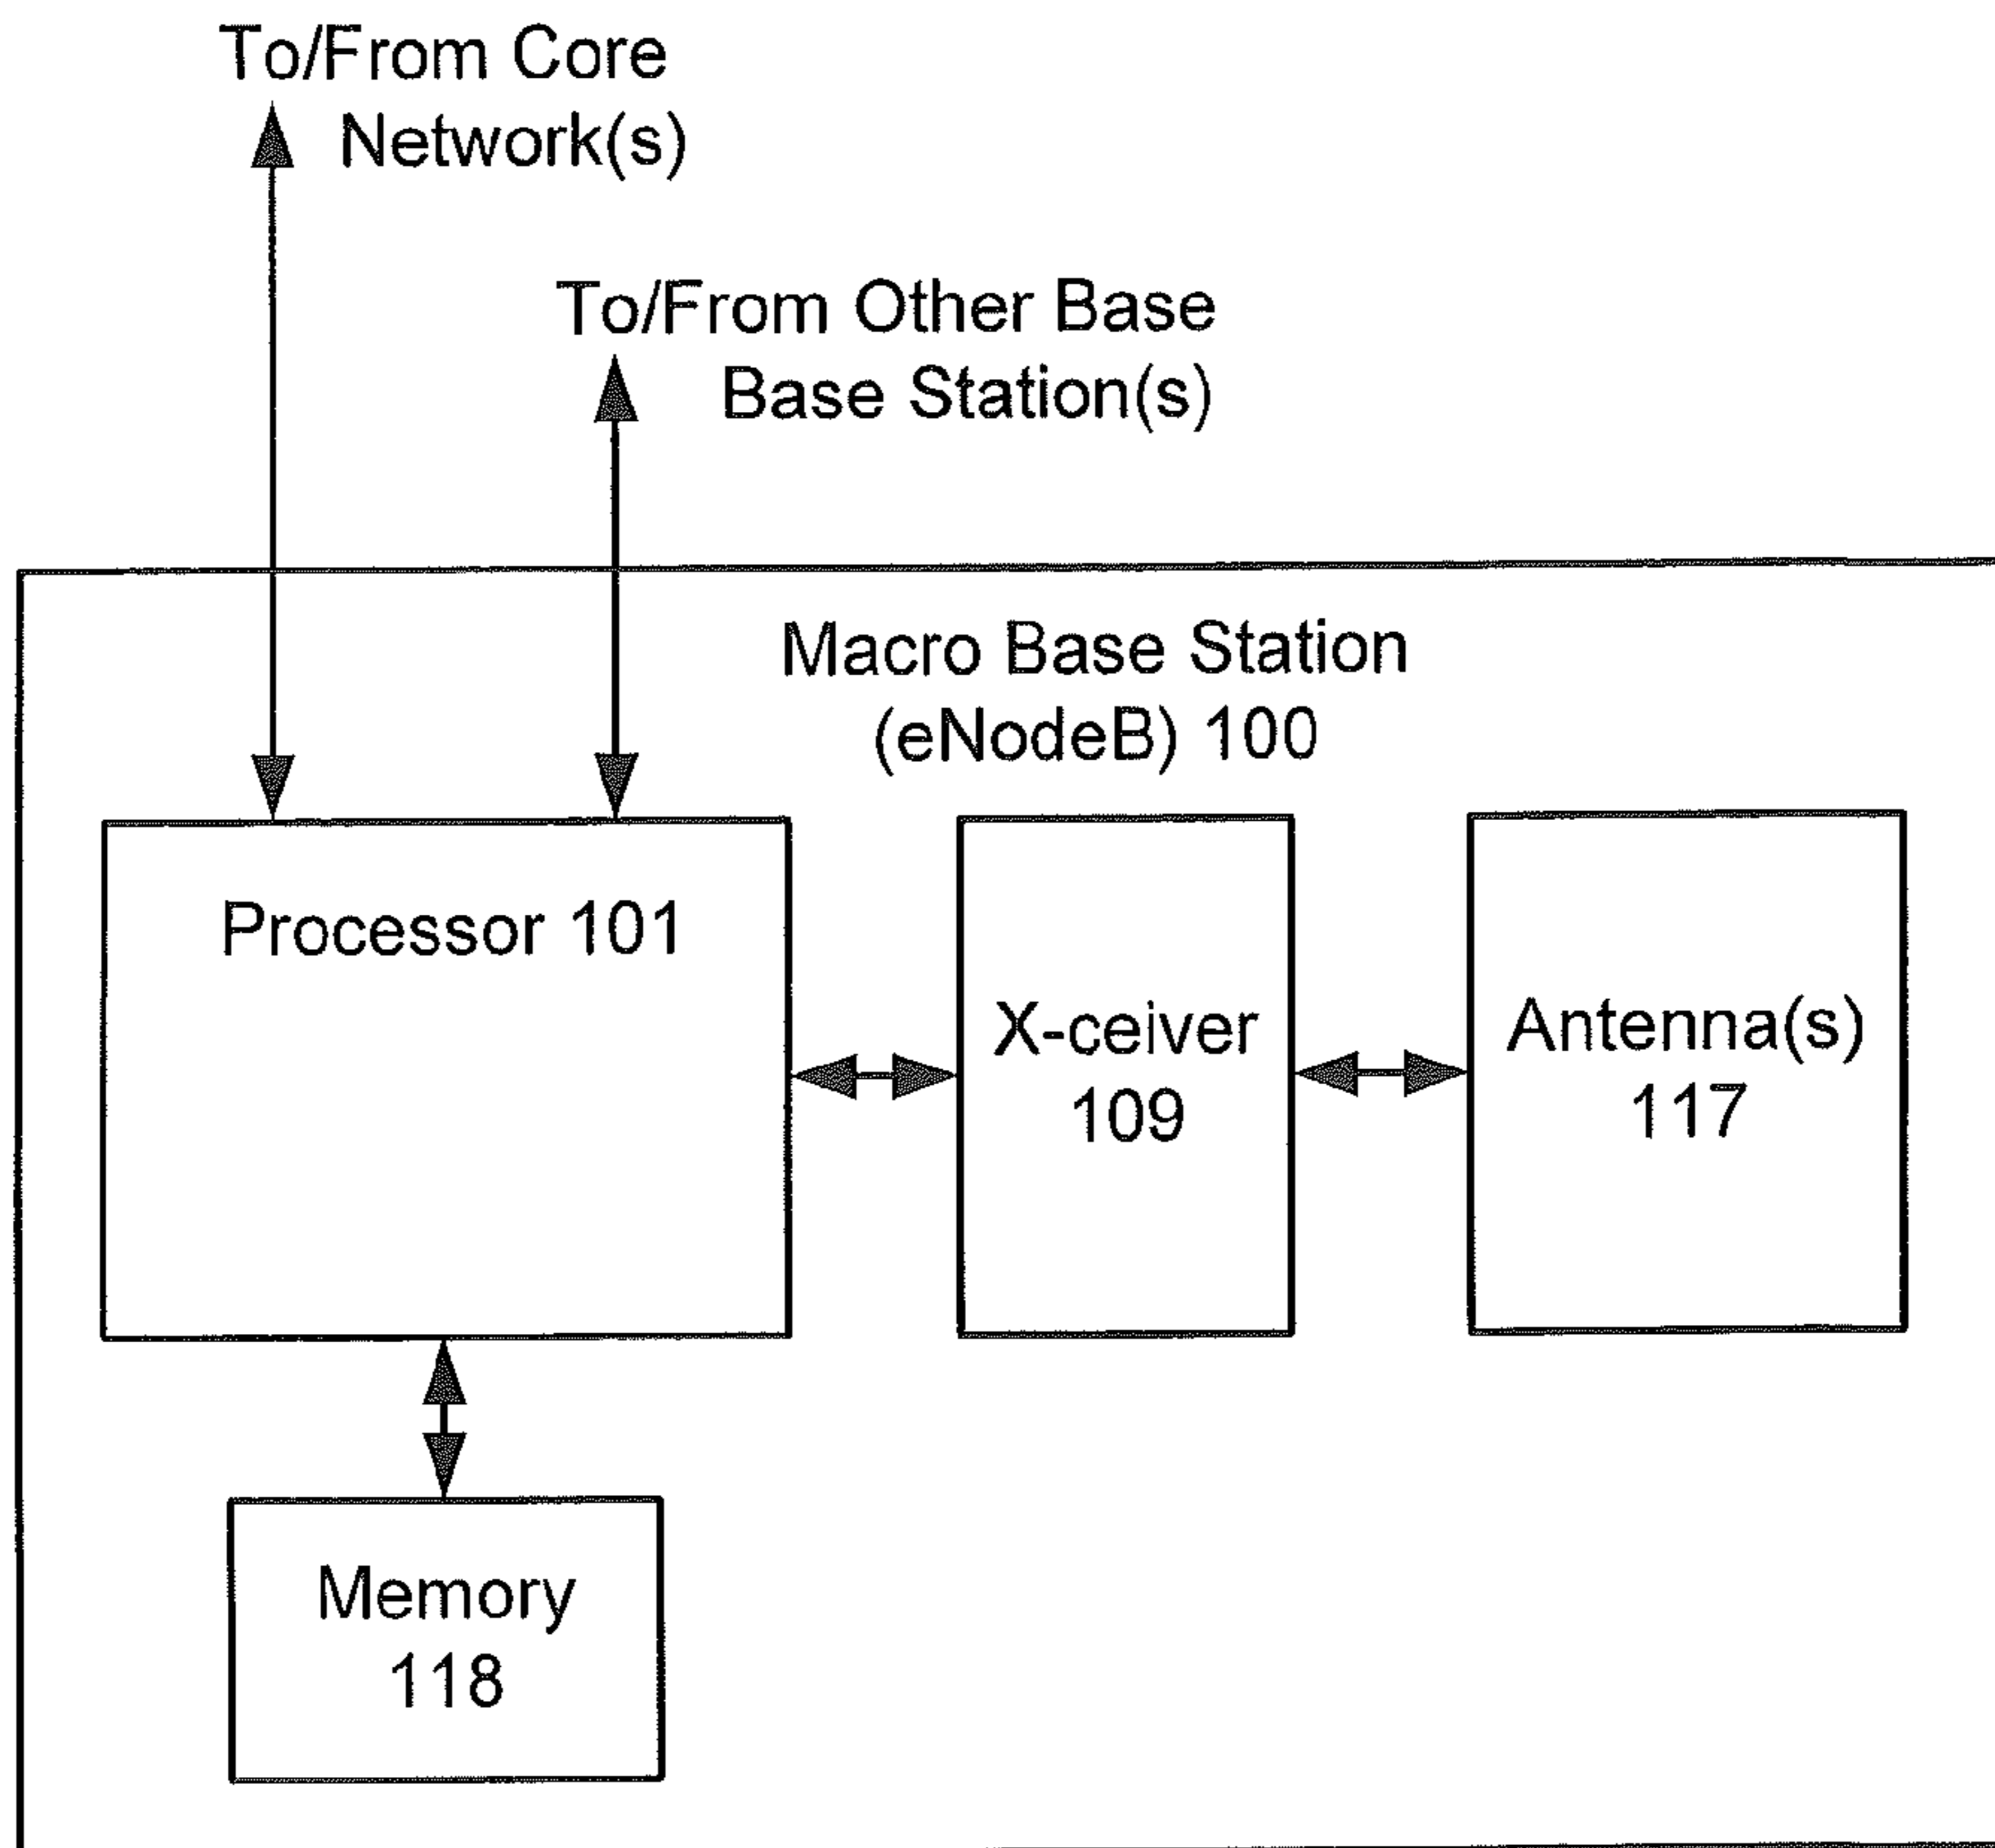 To/From Core
Network(s)
To/From Other Base
Base Station(s)
Macro Base Station
(eNodeB) 100
Processor 101
X-ceiver
109
Antenna(s)
117
Memory
118